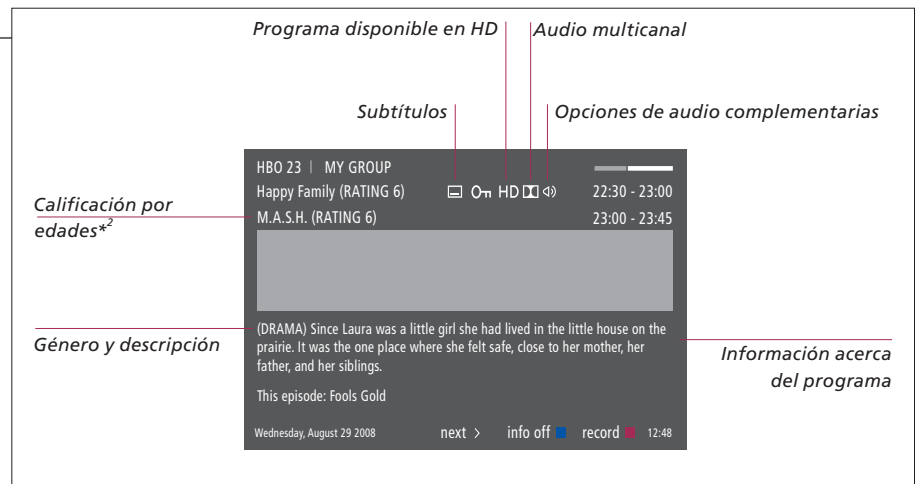 Programa disponible en HD
Audio multicanal
Subtítulos
Opciones de audio complementarias
HBO 23 | MY GROUP
Happy Family (RATING 6) HD 22:30 - 23:00
M.A.S.H. (RATING 6) 23:00 - 23:45
Calificación por
edades*2
(DRAMA) Since Laura was a little girl she had lived in the little house on the
prairie. It was the one place where she felt safe, close to her mother, her
father, and her siblings.
This episode: Fools Gold
Género y descripción
Información acerca
del programa
Wednesday, August 29 2008 next > info off record 12:48